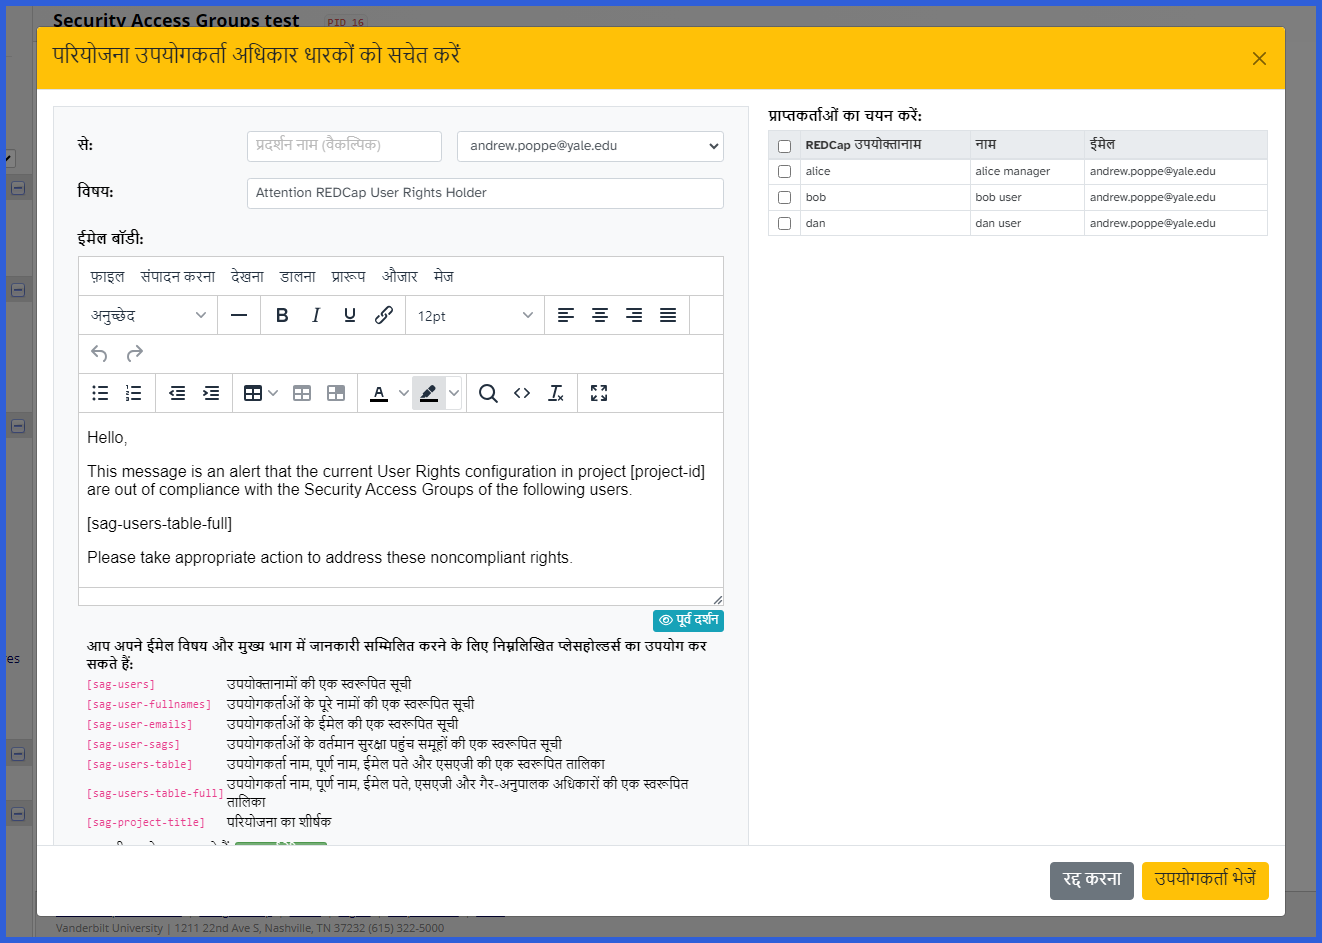 Security Access Groups test PID 16
परियोजना उपयोगकर्ता अधिकार धारकों को सचेत करें
से:
प्रदर्शन नाम (वैकल्पिक)
andrew.poppe@yale.edu
विषय:
Attention REDCap User Rights Holder
ईमेल बॉडी:
फ़ाइल संपादन करना देखना डालना प्रारूप औजार मेज
अनुच्छेद
12pt
Hello,
This message is an alert that the current User Rights configuration in project [project-id]
are out of compliance with the Security Access Groups of the following users.
[sag-users-table-full]
Please take appropriate action to address these noncompliant rights.
पूर्व दर्शन
आप अपने ईमेल विषय और मुख्य भाग में जानकारी सम्मिलित करने के लिए निम्नलिखित प्लेसहोल्डर्स का उपयोग कर
सकते हैं:
[sag-users] उपयोक्तानामों की एक स्वरूपित सूची
[sag-user-fullnames] उपयोगकर्ताओं के पूरे नामों की एक स्वरूपित सूची
[sag-user-emails] उपयोगकर्ताओं के ईमेल की एक स्वरूपित सूची
[sag-user-sags] उपयोगकर्ताओं के वर्तमान सुरक्षा पहुंच समूहों की एक स्वरूपित सूची
[sag-users-table] उपयोगकर्ता नाम, पूर्ण नाम, ईमेल पते और एसएजी की एक स्वरूपित तालिका
[sag-users-table-full] उपयोगकर्ता नाम, पूर्ण नाम, ईमेल पते, एसएजी और गैर-अनुपालक अधिकारों की एक स्वरूपित
तालिका
[sag-project-title] परियोजना का शीर्षक
प्राप्तकर्ताओं का चयन करें:
REDCap उपयोक्तानाम नाम ईमेल
alice alice manager andrew.poppe@yale.edu
bob bob user andrew.poppe@yale.edu
dan dan user andrew.poppe@yale.edu
रद्द करना
उपयोगकर्ता भेजें
es
Vanderbilt University | 1211 22nd Ave S, Nashville, TN 37232 (615) 322-5000